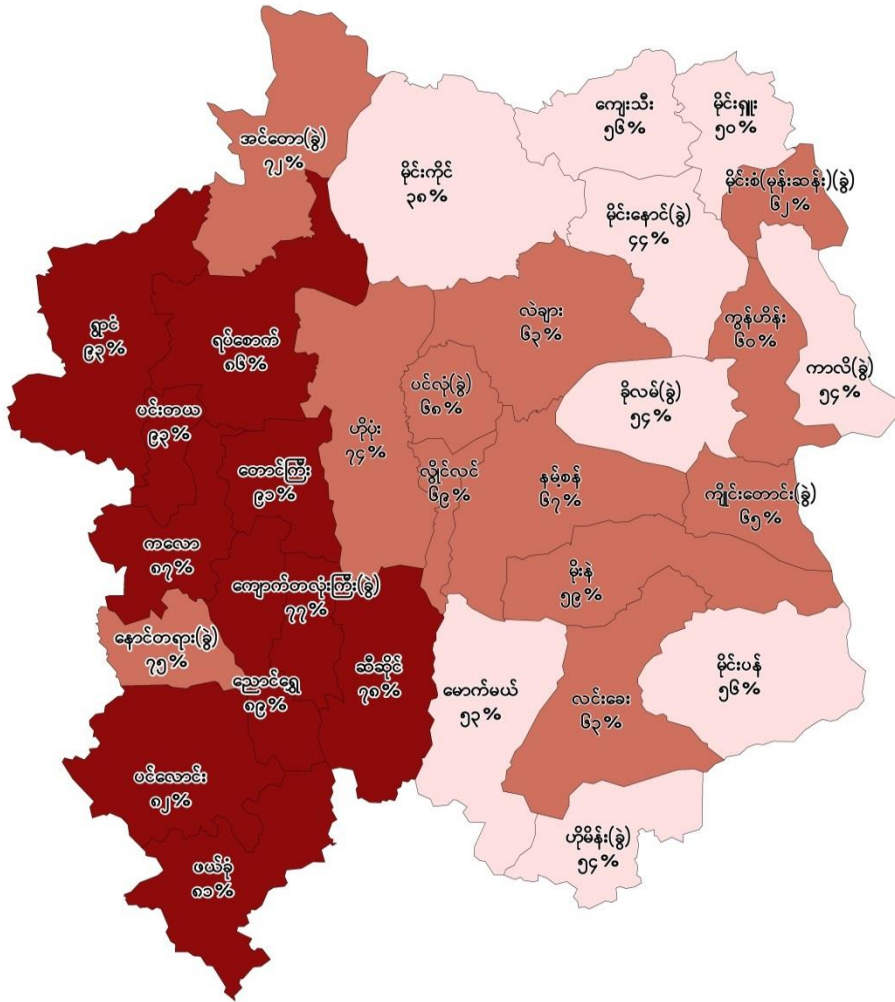 ကျေးသီး
၅၆%
မိုင်းရှူး
၅၀%
အင်တော(ခွဲ)
၇၂%
မိုင်းကိုင်
၃၈%
မိုင်းစံ(မုန်းဆန်း)(ခွဲ)
၆၂%
မိုင်းနောင်(ခွဲ)
၄၄%
ရွာငံ
၉၃%
ရပ်စောက်
၈၆%
လဲချား
၆၃%
ကွန်ဟိန်း
၆၀%
ကာလိ(ခွဲ)
၅၄%
ပင်လုံ(ခွဲ)
၆၈%
ခိုလမ်(ခွဲ)
၅၄%
ပင်းတယ
၉၃%
ဟိုပုံး
၇၄%
တောင်ကြီး
၉၁%
လွိုင်လင်
၆၉%
နမ့်စန်
၆၇%
ကျိုင်းတောင်း(ခွဲ)
၆၅%
ကလော
၈၇%
ကျောက်တလုံးကြီး(ခွဲ)
၇၇%
မိုးနဲ
၅၉%
နောင်တရား(ခွဲ)
၇၅%
ညောင်ရွှေ
၈၉%
ဆီဆိုင်
၇၈%
မောက်မယ်
၅၃%
လင်းခေး
၆၃%
မိုင်းပန်
၅၆%
ပင်လောင်း
၈၂%
ဟိုမိန်း(ခွဲ)
၅၄%
ဖယ်ခုံ
၈၁%